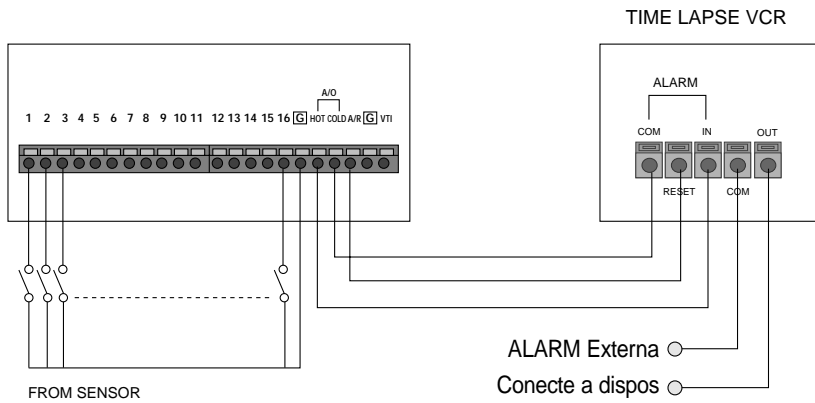 TIME LAPSE VCR
A/O
1 2 3 4 5 6 7 8 9 10 11 12 13 14 15 16 G HOT COLD A/R G VTI
ALARM
COM IN OUT
RESET COM
ALARM Externa
Conecte a dispos
FROM SENSOR